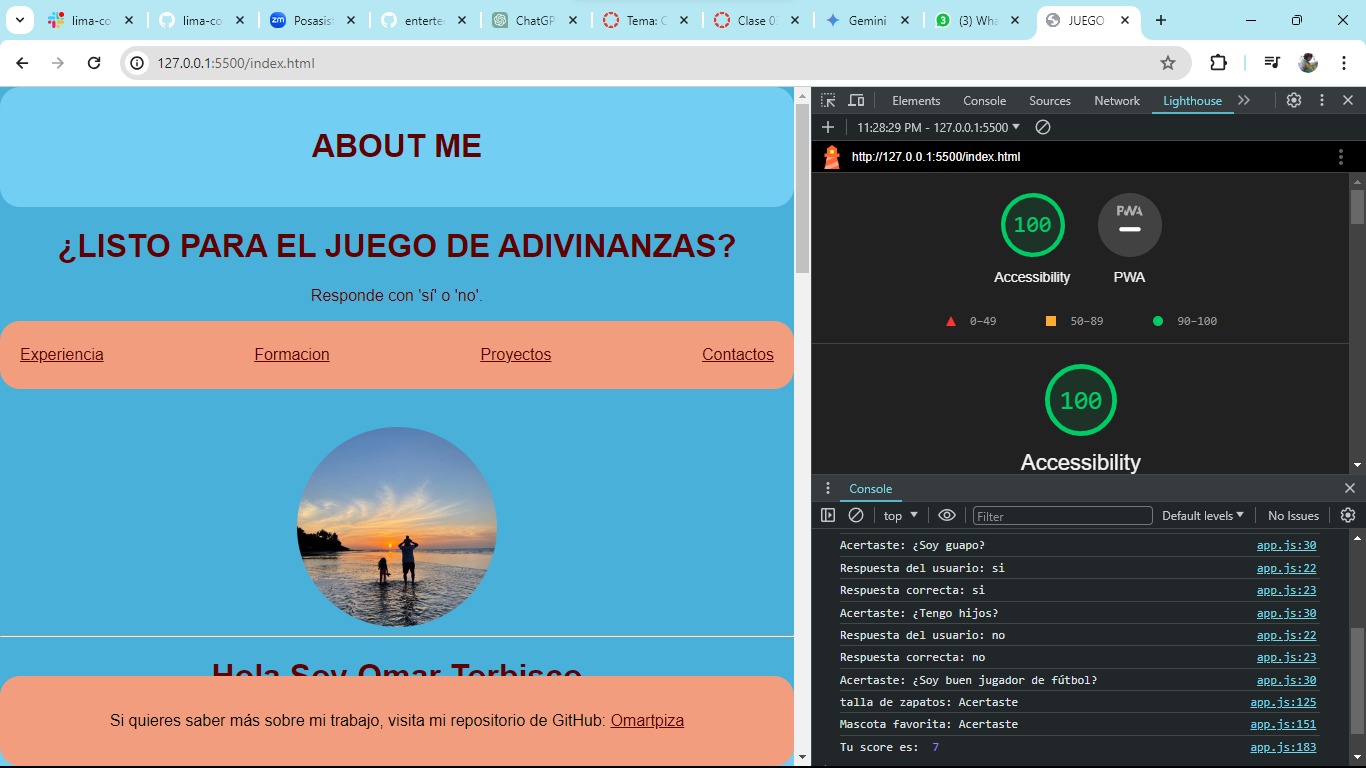 lima-co
lima-co
zm
Posasist
enterte
ChatGP
Tema: C
Clase 0
Gemini
3
(3) Wha
JUEGO
127.0.0.1:5500/index.html
ABOUT ME
¿LISTO PARA EL JUEGO DE ADIVINANZAS?
Responde con 'sí' o 'no'.
Experiencia Formacion Proyectos Contactos
Hola Soy Omar Torbisco
Si quieres saber más sobre mi trabajo, visita mi repositorio de GitHub: Omartpiza
Elements Console Sources Network Lighthouse
11:28:29 PM - 127.0.0.1:5500
http://127.0.0.1:5500/index.html
100 PWA
Accessibility PWA
0–49 50–89 90–100
100
Accessibility
Console
top Filter Default levels No Issues
Acertaste: ¿Soy guapo? app.js:30
Respuesta del usuario: si app.js:22
Respuesta correcta: si app.js:23
Acertaste: ¿Tengo hijos? app.js:30
Respuesta del usuario: no app.js:22
Respuesta correcta: no app.js:23
Acertaste: ¿Soy buen jugador de fútbol? app.js:30
talla de zapatos: Acertaste app.js:125
Mascota favorita: Acertaste app.js:151
Tu score es: 7 app.js:183